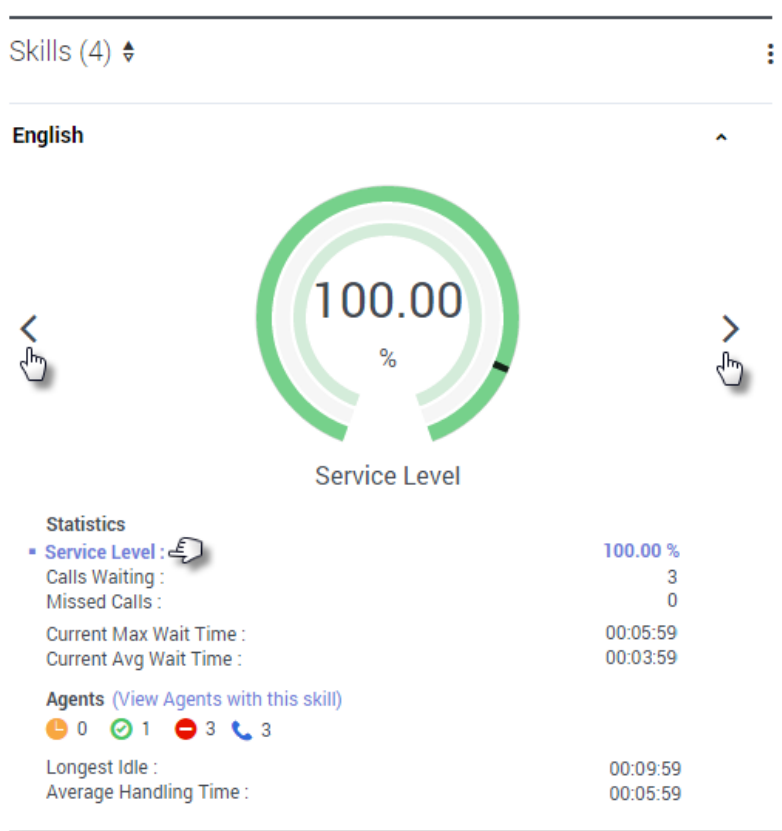 Skills (4)
English
100.00
%
Service Level
Statistics
Service Level : 100.00 %
Calls Waiting : 3
Missed Calls : 0
Current Max Wait Time : 00:05:59
Current Avg Wait Time : 00:03:59
Agents (View Agents with this skill)
0 1 3 3
Longest Idle : 00:09:59
Average Handling Time : 00:05:59